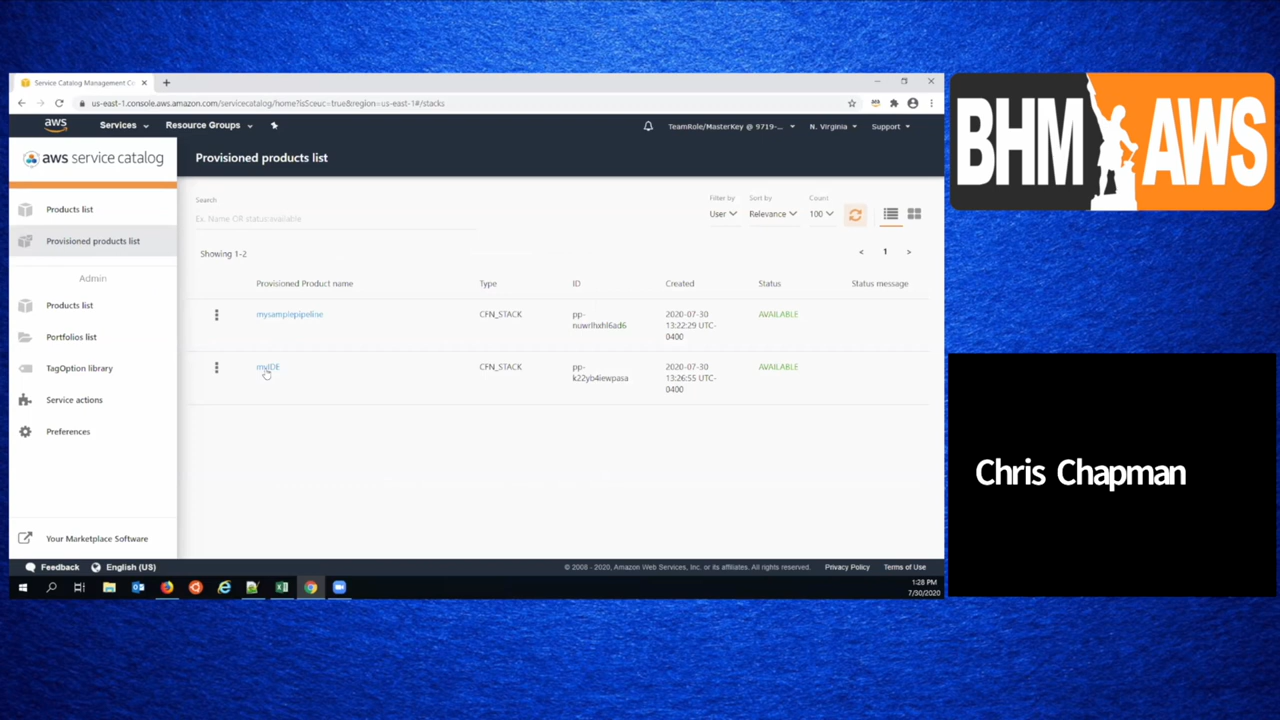 Service Catalog Management Co
us-east-1.console.aws.amazon.com/servicecatalog/home?isSceuc=true&region=us-east-1#/stacks
aws
Services
Resource Groups
TeamRole/MasterKey @ 9719-...
N. Virginia
Support
aws service catalog
Products list
Provisioned products list
Admin
Products list
Portfolios list
TagOption library
Service actions
Preferences
Your Marketplace Software
Provisioned products list
Search
Ex. Name OR status:available
Filter by
User
Sort by
Relevance
Count
100
Showing 1-2
< 1 >
Provisioned Product name Type ID Created Status Status message
mysamplepipeline CFN_STACK pp- 2020-07-30 AVAILABLE
nuwrlhxhl6ad6 13:22:29 UTC-
0400
myIDE CFN_STACK pp- 2020-07-30 AVAILABLE
k22yb4iewpasa 13:26:55 UTC-
0400
Feedback
English (US)
© 2008 - 2020, Amazon Web Services, Inc. or its affiliates. All rights reserved.
Privacy Policy
Terms of Use
1:28 PM
7/30/2020
BHM AWS
Chris Chapman